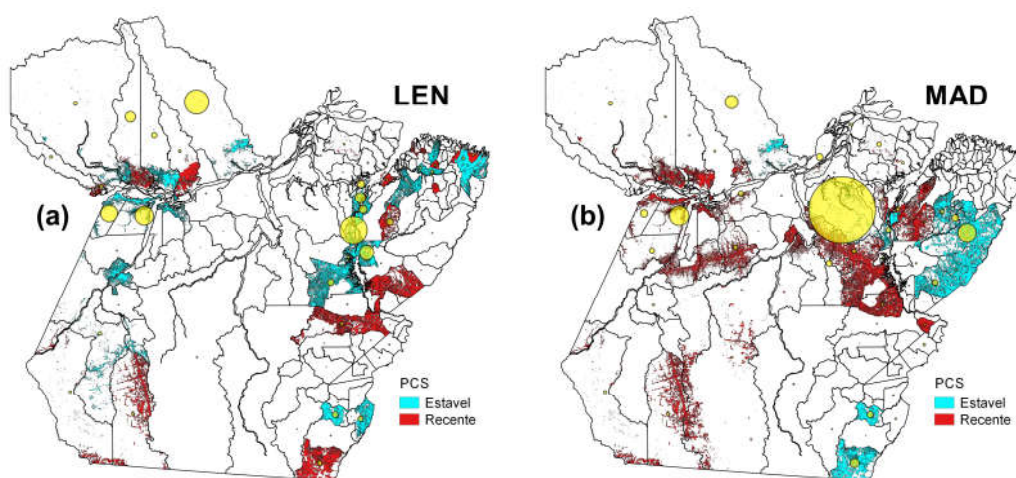 LEN
(a)
PCS
Estavel
Recente
MAD
(b)
PCS
Estavel
Recente